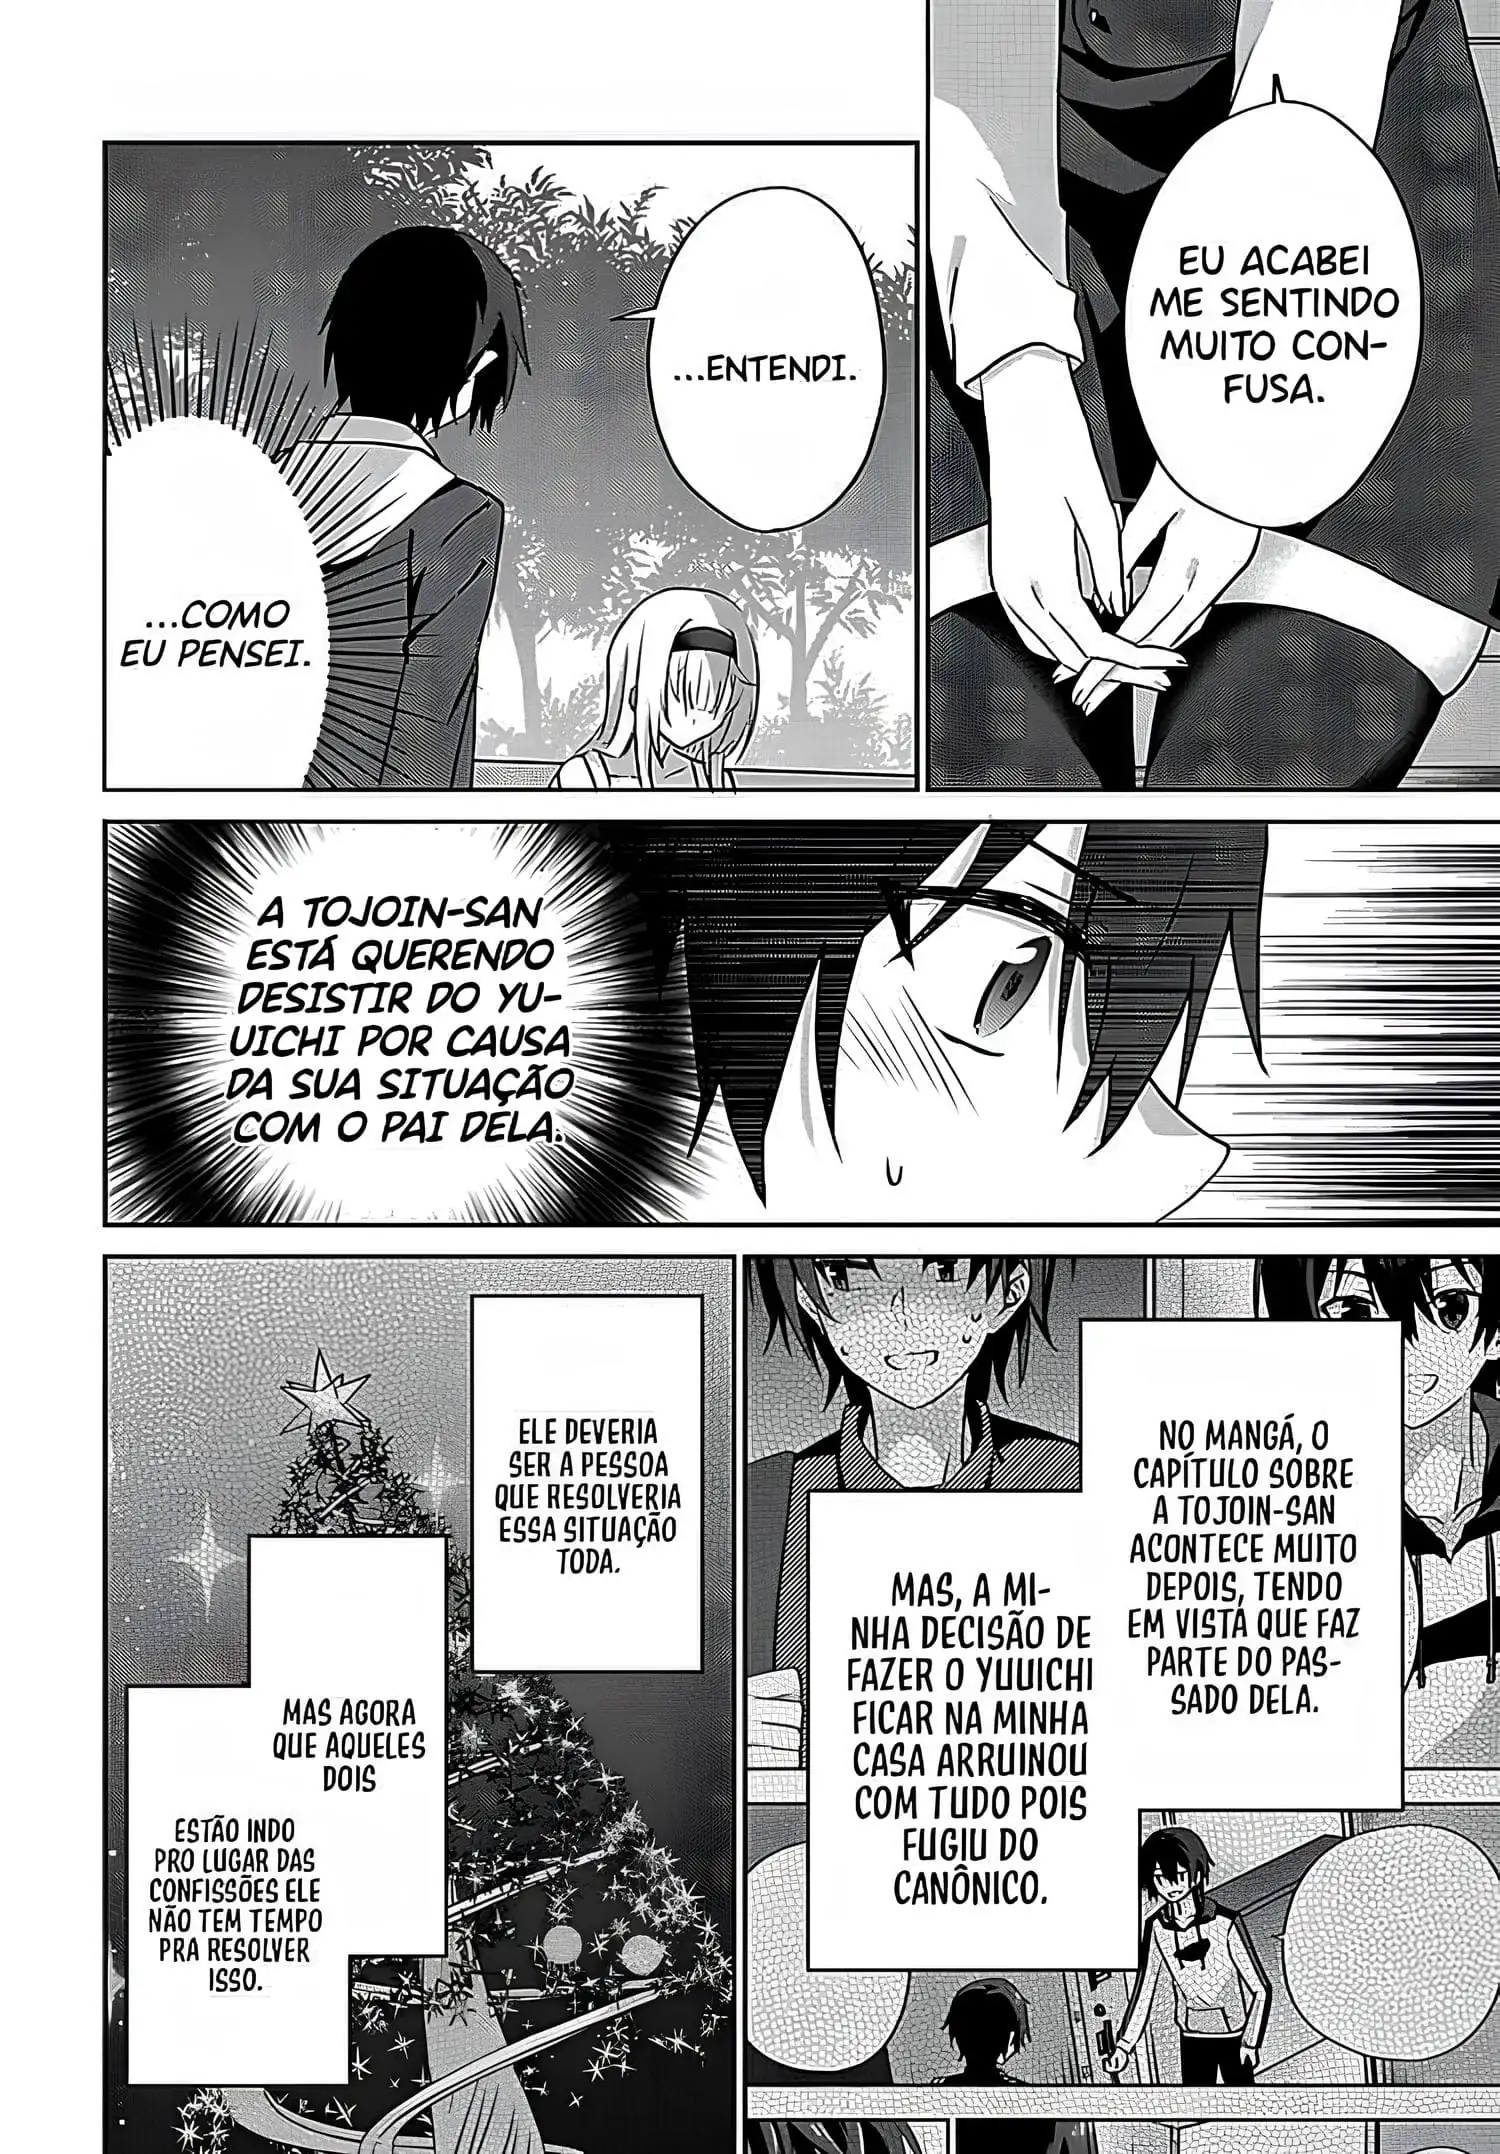 EU ACABEI
ME SENTINDO
MUITO CON-
FUSA.
...ENTENDI.
...COMO
EU PENSEI.
A TOJOIN-SAN
ESTÁ QUERENDO
DESISTIR DO YU-
UICHI POR CAUSA
DA SUA SITUAÇÃO
COM O PAI DELA.
NO MANGÁ, O
CAPÍTULO SOBRE
A TOJOIN-SAN
ACONTECE MUITO
DEPOIS, TENDO
EM VISTA QUE FAZ
PARTE DO PAS-
SADO DELA.
MAS, A MI-
NHA DECISÃO DE
FAZER O YUUICHI
FICAR NA MINHA
CASA ARRUINOU
COM TUDO POIS
FUGIU DO
CANÔNICO.
ELE DEVERIA
SER A PESSOA
QUE RESOLVERIA
ESSA SITUAÇÃO
TODA.
MAS AGORA
QUE AQUELES
DOIS
ESTÃO INDO
PRO LUGAR DAS
CONFISSÕES ELE
NÃO TEM TEMPO
PRA RESOLVER
ISSO.